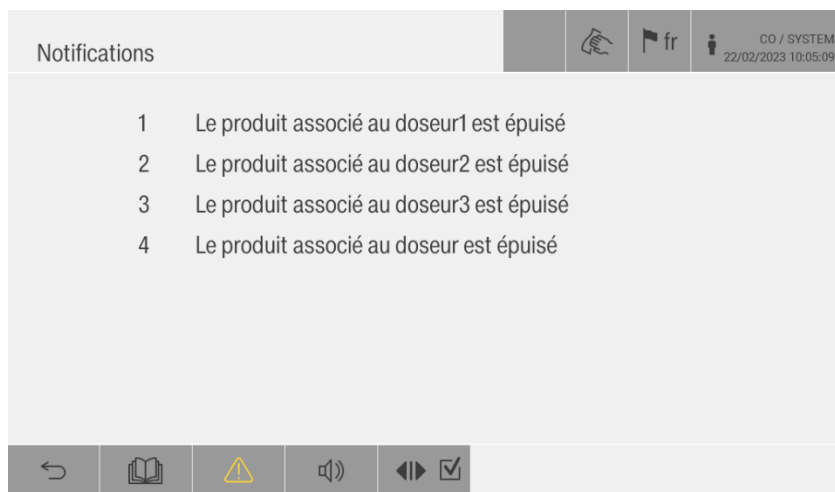 Notifications
fr
CO / SYSTEM
22/02/2023 10:05:09
1 Le produit associé au doseur1 est épuisé
2 Le produit associé au doseur2 est épuisé
3 Le produit associé au doseur3 est épuisé
4 Le produit associé au doseur est épuisé